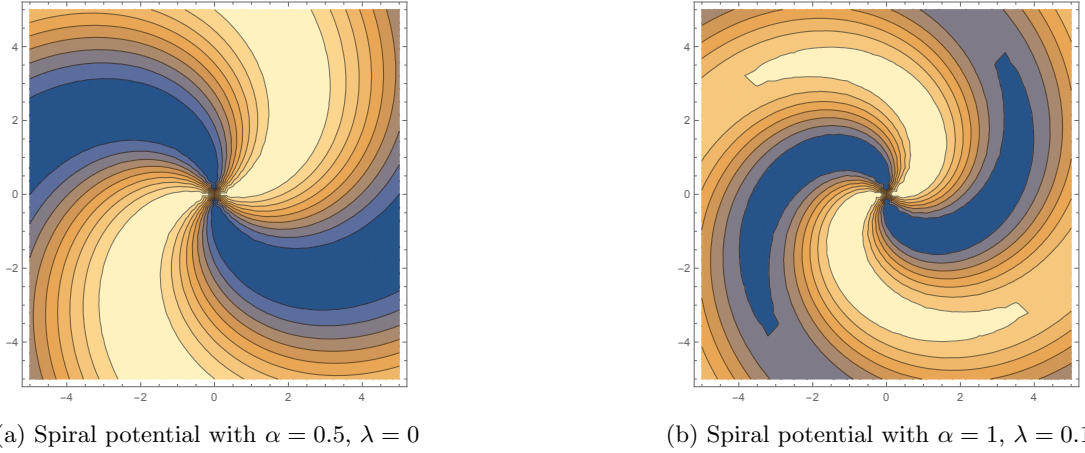 4
2
0
−2
−4
−4 −2 0 2 4
4
2
0
−2
−4
−4 −2 0 2 4
a) Spiral potential with α = 0.5, λ = 0
(b) Spiral potential with α = 1, λ = 0.1